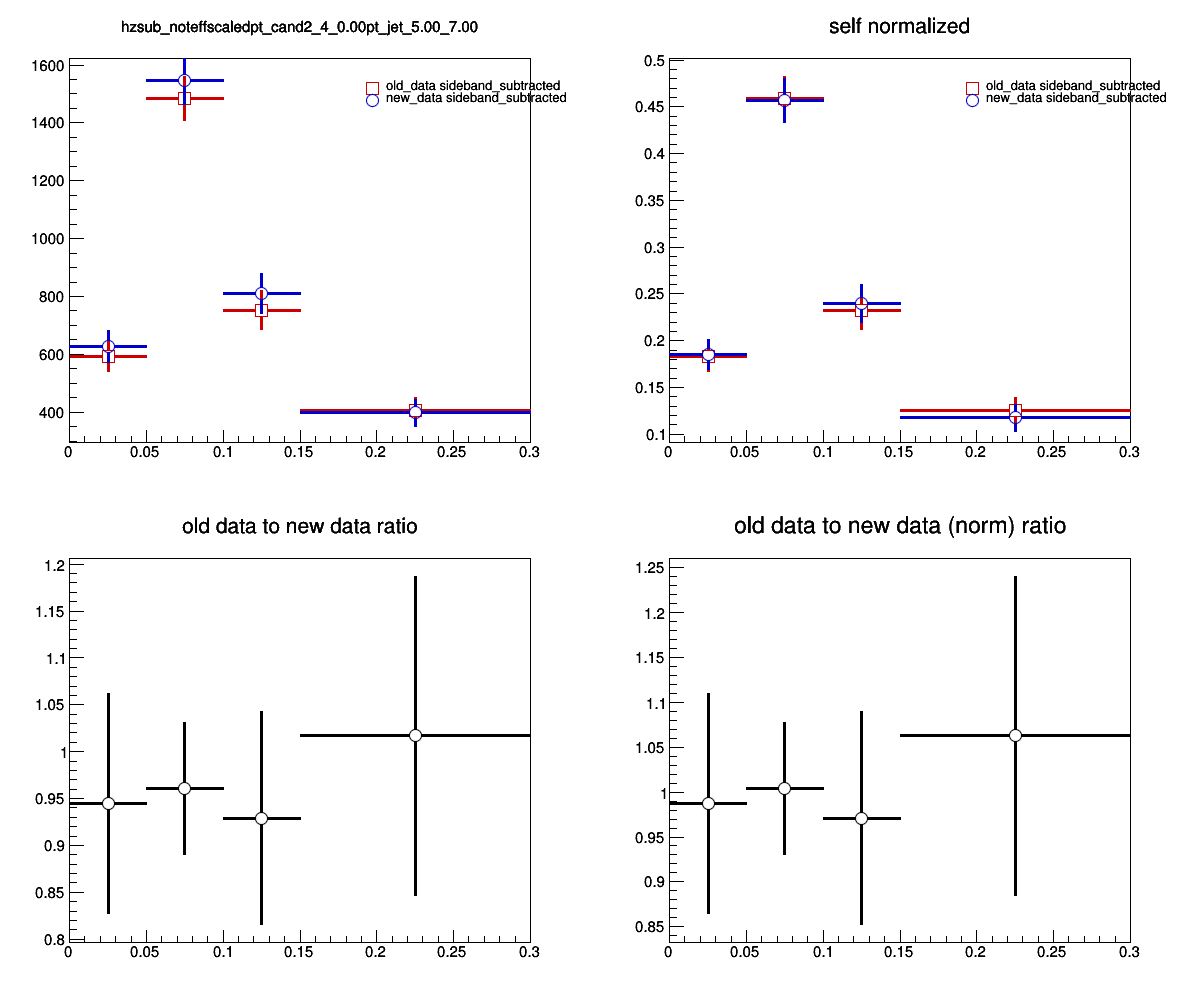 hzsub_noteffscaledpt_cand2_4_0.00pt_jet_5.00_7.00
1600
1400
1200
1000
800
600
400
0 0.05 0.1 0.15 0.2 0.25 0.3
old_data sideband_subtracted
new_data sideband_subtracted
self normalized
0.5
0.45
0.4
0.35
0.3
0.25
0.2
0.15
0.1
0 0.05 0.1 0.15 0.2 0.25 0.3
old_data sideband_subtracted
new_data sideband_subtracted
old data to new data ratio
1.2
1.15
1.1
1.05
1
0.95
0.9
0.85
0.8
0 0.05 0.1 0.15 0.2 0.25 0.3
old data to new data (norm) ratio
1.25
1.2
1.15
1.1
1.05
1
0.95
0.9
0.85
0 0.05 0.1 0.15 0.2 0.25 0.3